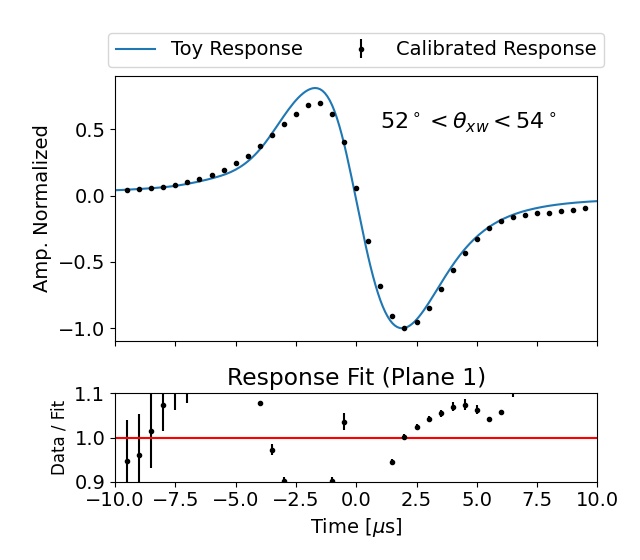 Toy Response Calibrated Response
52° < θxw < 54°
Amp. Normalized
0.5
0.0
−0.5
−1.0
Response Fit (Plane 1)
Data / Fit
1.1
1.0
0.9
−10.0 −7.5 −5.0 −2.5 0.0 2.5 5.0 7.5 10.0
Time [μs]